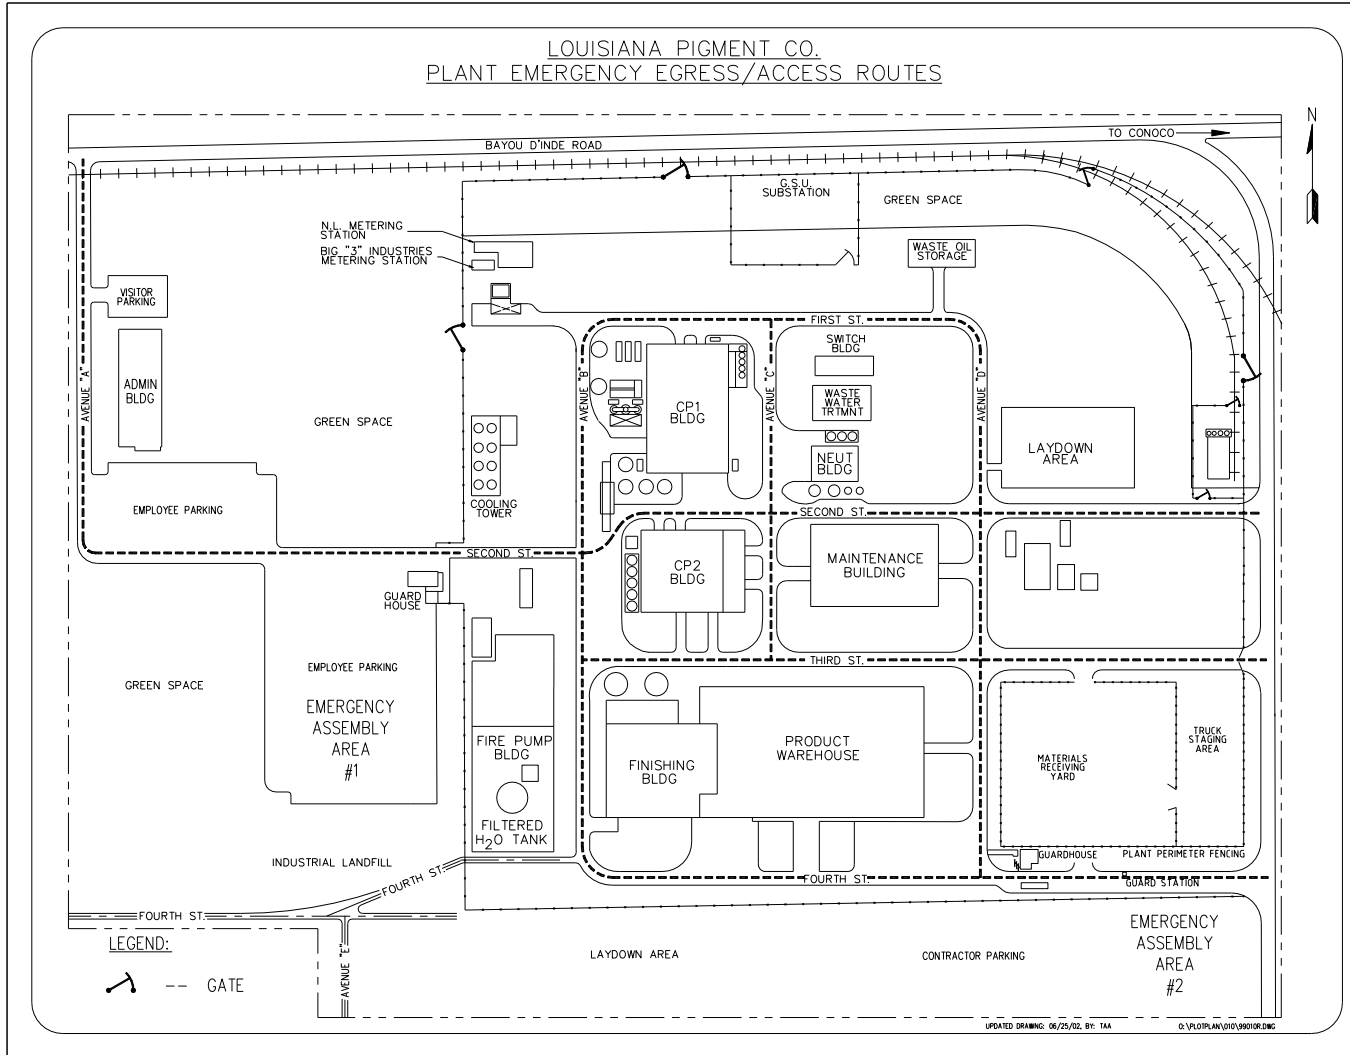 LOUISIANA PIGMENT CO.
PLANT EMERGENCY EGRESS/ACCESS ROUTES
N
TO CONOCO
BAYOU D'INDE ROAD
G.S.U.
SUBSTATION
GREEN SPACE
N.L. METERING
STATION
BIG "3" INDUSTRIES
METERING STATION
WASTE OIL
STORAGE
VISITOR
PARKING
FIRST ST.
SWITCH
BLDG
AVENUE "A"
ADMIN
BLDG
AVENUE "B"
CP1
BLDG
AVENUE "C"
WASTE
WATER
TRTMNT
AVENUE "D"
GREEN SPACE
LAYDOWN
AREA
NEUT
BLDG
COOLING
TOWER
EMPLOYEE PARKING
SECOND ST.
SECOND ST.
CP2
BLDG
MAINTENANCE
BUILDING
GUARD
HOUSE
THIRD ST.
EMPLOYEE PARKING
GREEN SPACE
EMERGENCY
ASSEMBLY
AREA
#1
FIRE PUMP
BLDG
FINISHING
BLDG
PRODUCT
WAREHOUSE
TRUCK
STAGING
AREA
MATERIALS
RECEIVING
YARD
FILTERED
H2O TANK
INDUSTRIAL LANDFILL
GUARDHOUSE
PLANT PERIMETER FENCING
FOURTH ST.
FOURTH ST.
GUARD STATION
FOURTH ST.
LEGEND:
-- GATE
AVENUE "E"
LAYDOWN AREA
CONTRACTOR PARKING
EMERGENCY
ASSEMBLY
AREA
#2
UPDATED DRAWING: 06/25/02, BY: TAA
O:\PLOTPLAN\010\99010R.DWG